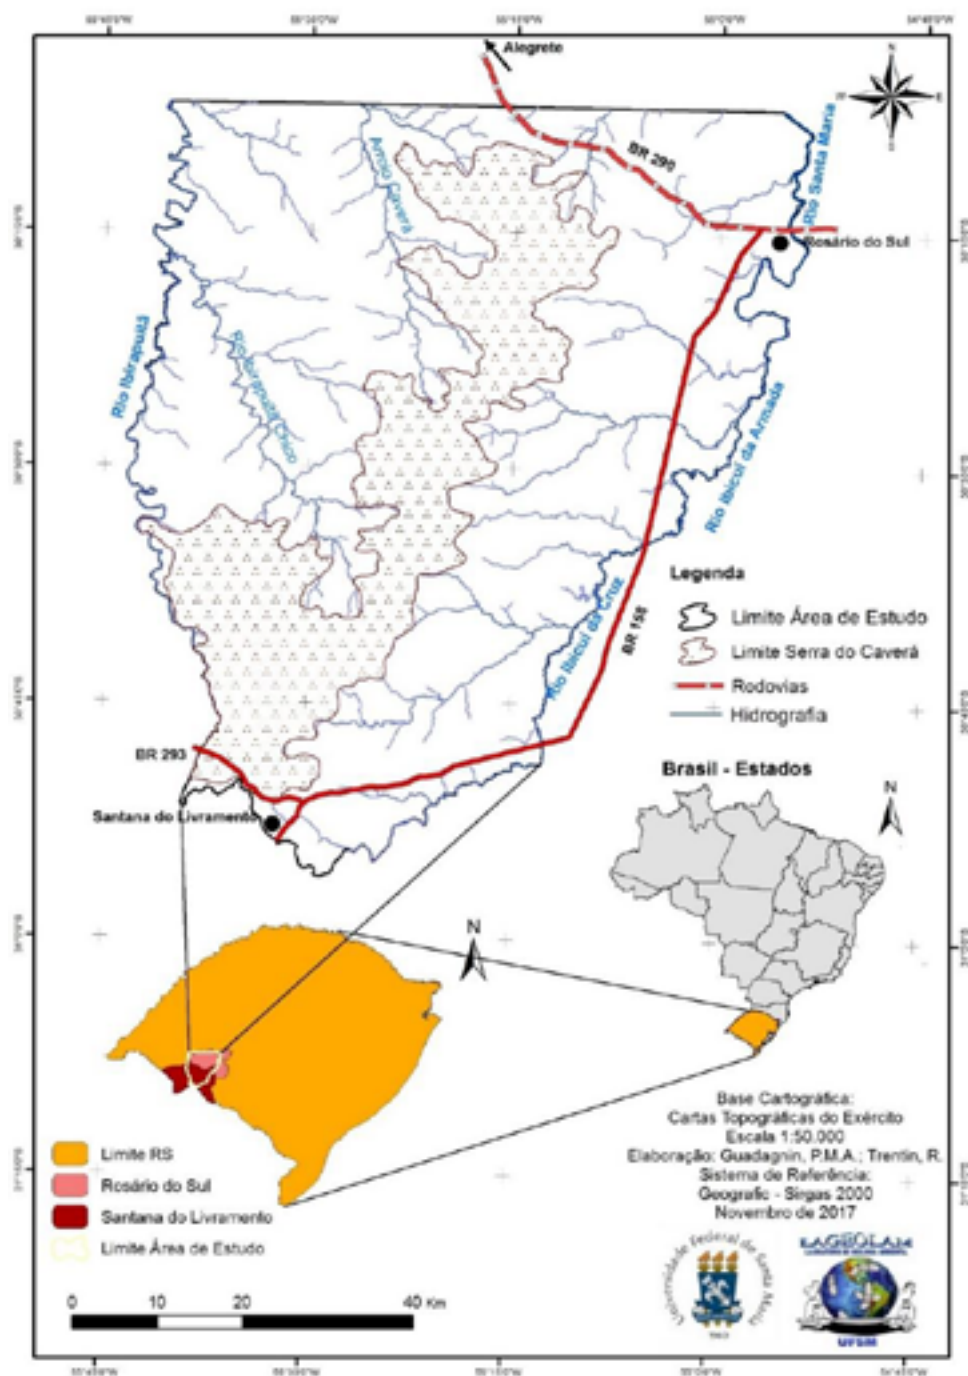 Alegrete
BR 290
Rio Santa Maria
Rosário do Sul
Arroio Caverá
Rio Ibirapuitã
Rio Ibicuí da Armada
Rio Ibicuí da Cruz
BR 158
BR 293
Santana do Livramento
Legenda
Limite Área de Estudo
Limite Serra do Caverá
Rodovias
Hidrografia
Brasil - Estados
N
N
Limite RS
Rosário do Sul
Santana do Livramento
Limite Área de Estudo
0 10 20 40 Km
Base Cartográfica:
Cartas Topográficas do Exército
Escala 1:50.000
Elaboração: Guadagnin, P.M.A.; Trentin, R.
Sistema de Referência:
Geografic - Sirgas 2000
Novembro de 2017
Universidade Federal de Santa Maria
LAGEOLAM
UFSM